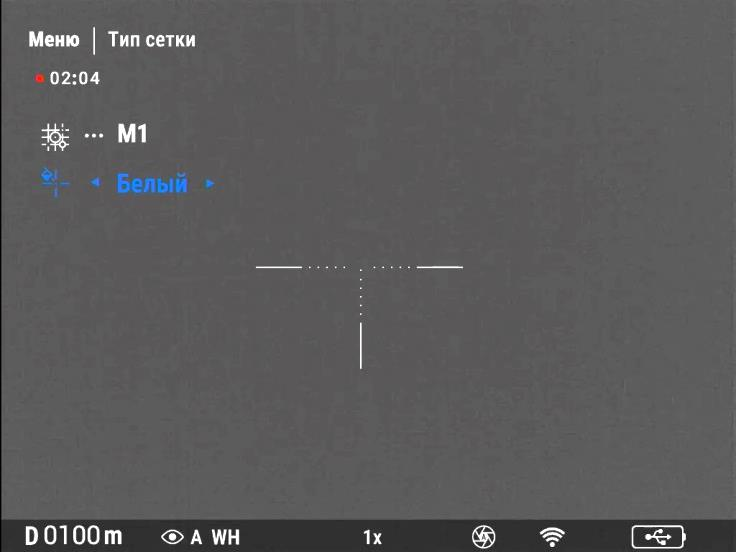 Меню | Тип сетки
02:04
··· M1
Белый
D0100m A WH 1x